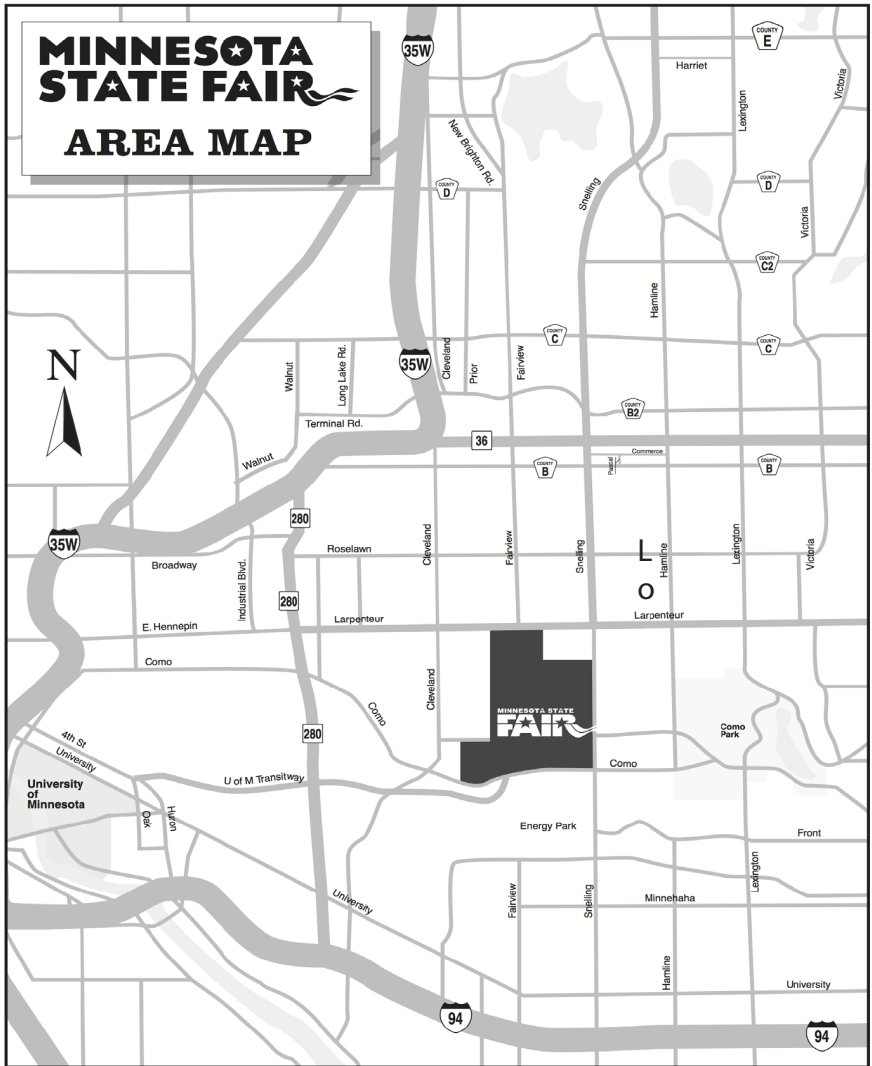 MINNESOTA
STATE FAIR
AREA MAP
35W
COUNTY
E
Harriet
Victoria
Lexington
New Brighton Rd.
COUNTY
D
Snelling
COUNTY
D
Victoria
COUNTY
C2
Hamline
COUNTY
C
COUNTY
C
N
35W
Walnut
Long Lake Rd.
Cleveland
Prior
Fairview
COUNTY
B2
Terminal Rd.
36
Commerce
Pascal
Walnut
COUNTY
B
COUNTY
B
280
35W
Roselawn
Cleveland
Fairview
Snelling
L
o
Hamline
Lexington
Victoria
Broadway
Industrial Blvd.
280
Larpenteur
Larpenteur
E. Hennepin
Como
Cleveland
Como
MINNESOTA STATE
FAIR
Como
Park
280
4th St
University
Como
University
of
Minnesota
U of M Transitway
Oak
Huron
Energy Park
Front
Lexington
University
Fairview
Snelling
Minnehaha
Hamline
University
94
94